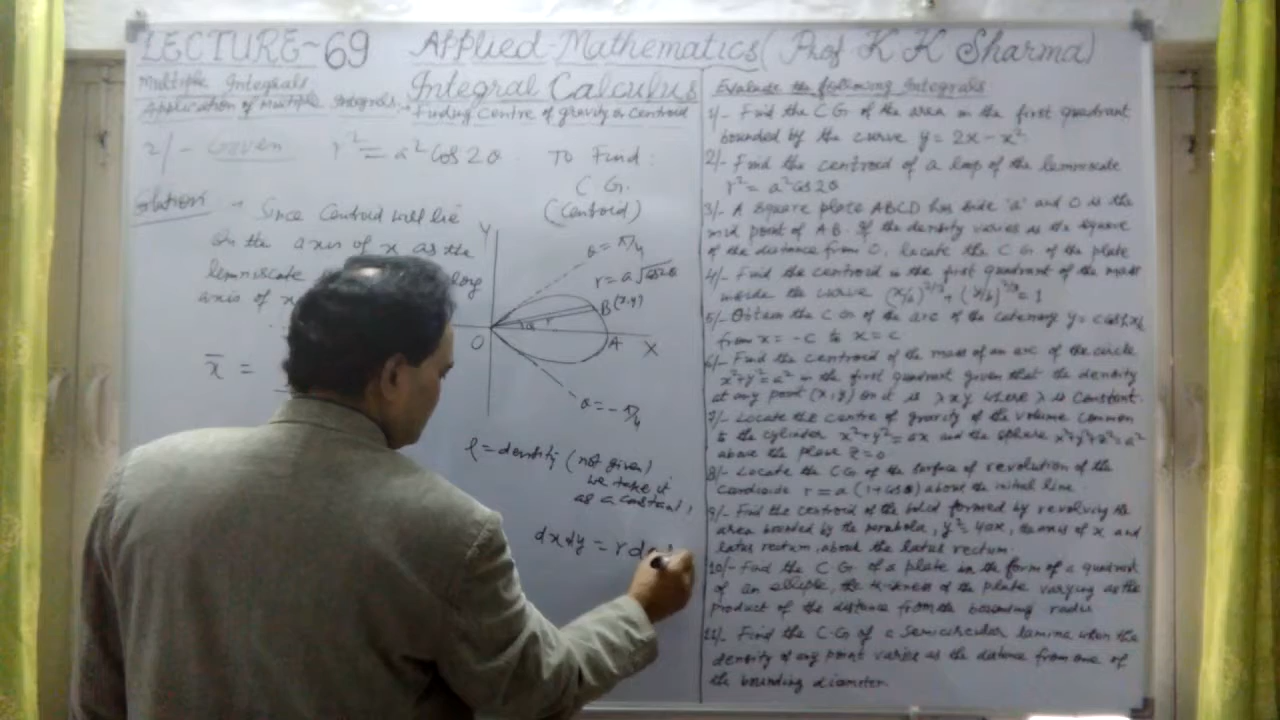 LECTURE-69 Applied-Mathematics( Prof K K Sharma)
Multiple Integrals Integral Calculus
Application of Multiple Integrals - Finding centre of gravity or centroid
2/- Given r² = a² Cos 2θ To Find :
C G.
(Centroid)
Solution - Since Centroid will lie
on the axis of x as the
lemniscate
axis of x
x̄ =
Y
θ = π/4
r = a√cos2θ
B(x,y)
r
O
A
X
θ = - π/4
ρ = density (not given)
we take it
as a constant,
dxdy = r d
Evaluate the following Integrals
1/- Find the C G. of the area in the first quadrant
bounded by the curve y = 2x - x²
2/- Find the centroid of a loop of the lemniscate
r² = a² cos 2θ
3/- A square plate ABCD has side 'a' and O is the
mid point of AB. If the density varies as the square
of the distance from O, locate the C G of the plate
4/- Find the centroid in the first quadrant of the mass
inside the curve (x/a)^2/3 + (y/b)^2/3 = 1
5/- Obtain the C G of the arc of the catenary y = c cosh x/c
from x = -c to x = c
6/- Find the centroid of the mass of an arc of the circle
x²+y² = a² in the first quadrant given that the density
at any point (x,y) on it is λxy where λ is constant.
7/- Locate the centre of gravity of the volume common
to the cylinder x²+y² = ax and the sphere x²+y²+z²=a²
above the plane z=0
8/- Locate the CG of the surface of revolution of the
Cardioide r = a (1+cosθ) about the initial line.
9/- Find the centroid of the solid formed by revolving the
area bounded by the parabola, y² = 4ax, the axis of x and
latus rectum, about the latus rectum.
10/- Find the C.G. of a plate in the form of a quadrant
of an ellipse, the the plate varying as the
product of the distance from the bounding radii
11/- Find the C.G of a semicircular lamina when the
density of any point varies as the distance from one of
the bounding diameter.